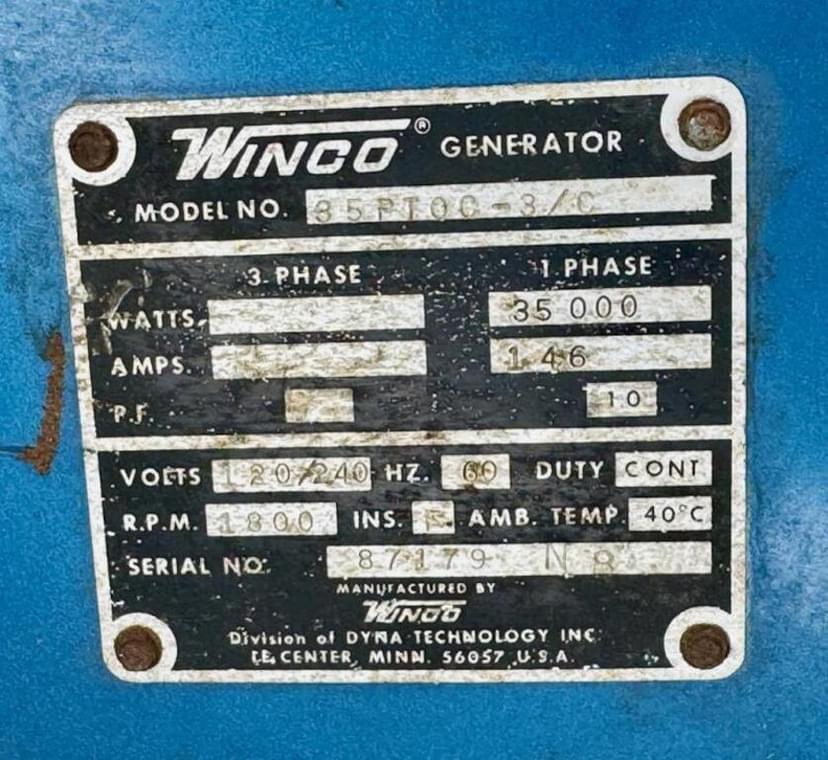 WINCO® GENERATOR
MODEL NO. 35PTOC-3/C
3 PHASE 1 PHASE
WATTS 35 000
AMPS. 146
P.F. 10
VOLTS 120/240 HZ. 60 DUTY CONT
R.P.M. 1800 INS. F AMB. TEMP. 40°C
SERIAL NO. 87179 N 8
MANUFACTURED BY
WINCO
Division of DYNA TECHNOLOGY INC.
LE CENTER, MINN. 56057 U.S.A.